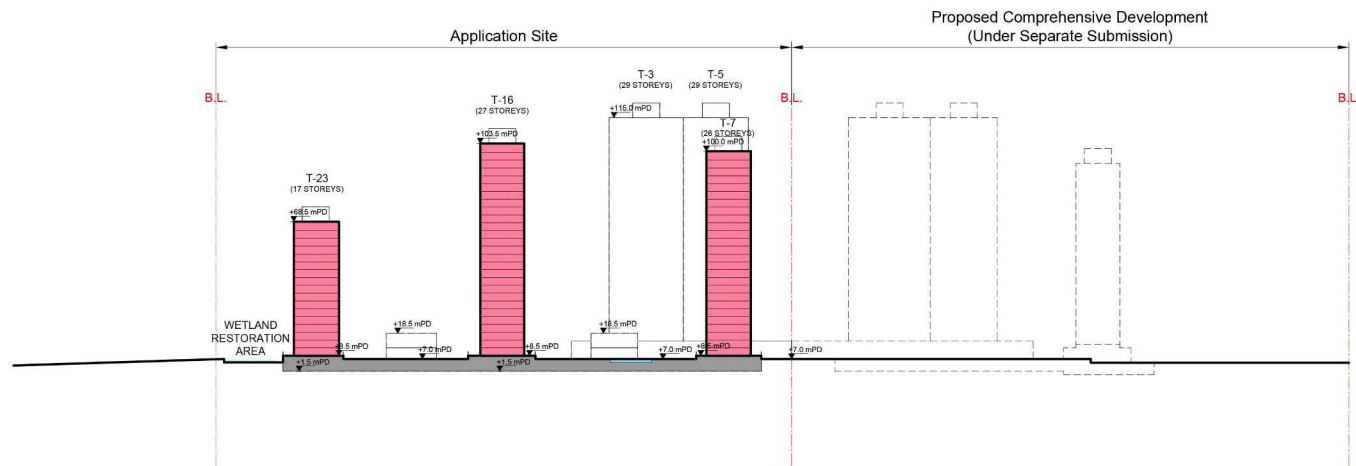 Application Site
Proposed Comprehensive Development
(Under Separate Submission)
B.L.
B.L.
B.L.
T-3
(29 STOREYS)
T-5
(29 STOREYS)
T-16
(27 STOREYS)
+115.0 mPD
T-7
(26 STOREYS)
+103.5 mPD
+100.0 mPD
T-23
(17 STOREYS)
+68.5 mPD
WETLAND
RESTORATION
AREA
+18.5 mPD
+18.5 mPD
+8.5 mPD
+7.0 mPD
+8.5 mPD
+7.0 mPD
+8.5 mPD
+7.0 mPD
+1.5 mPD
+1.5 mPD